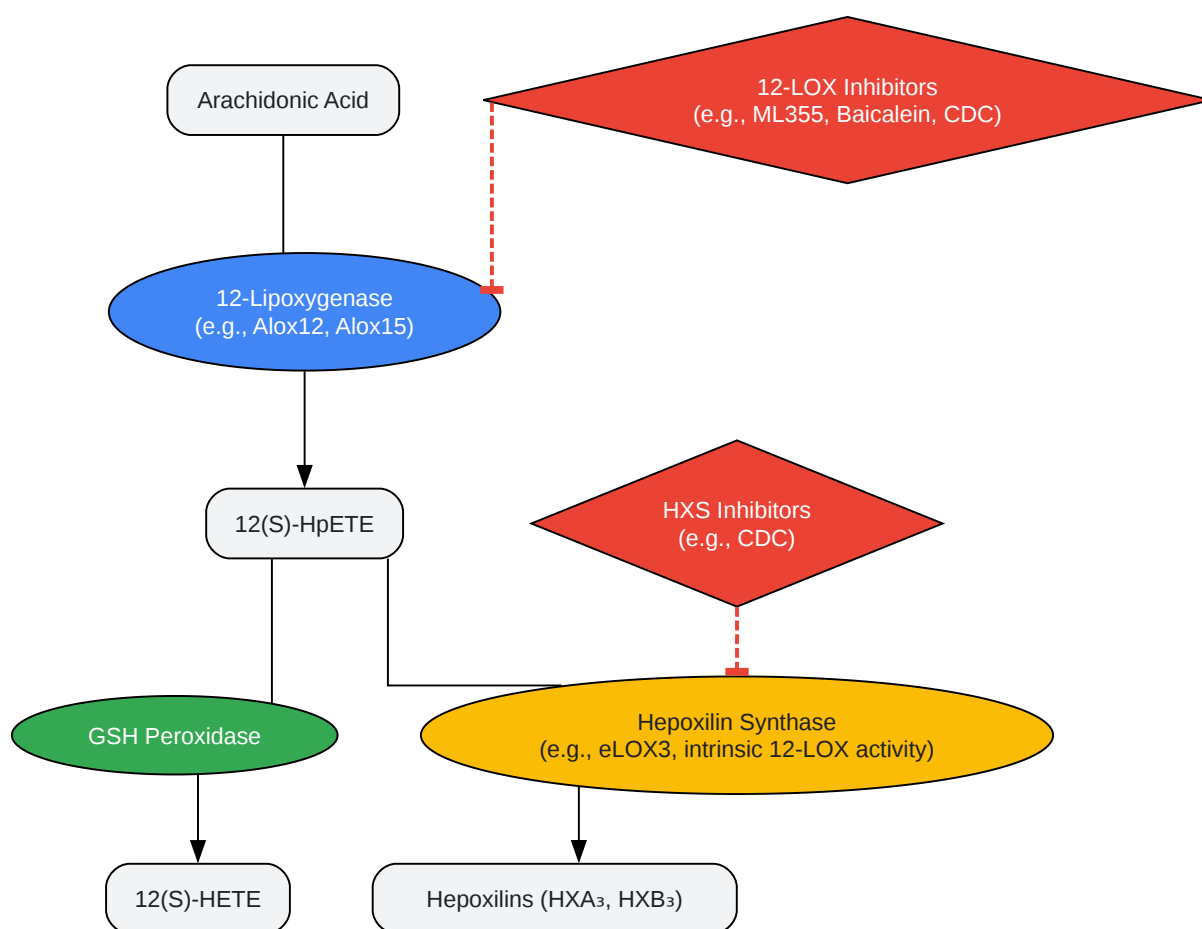 Arachidonic Acid
12-LOX Inhibitors
(e.g., ML355, Baicalein, CDC)
12-Lipoxygenase
(e.g., Alox12, Alox15)
12(S)-HpETE
HXS Inhibitors
(e.g., CDC)
GSH Peroxidase
Hepoxilin Synthase
(e.g., eLOX3, intrinsic 12-LOX activity)
12(S)-HETE
Hepoxilins (HXA₃, HXB₃)